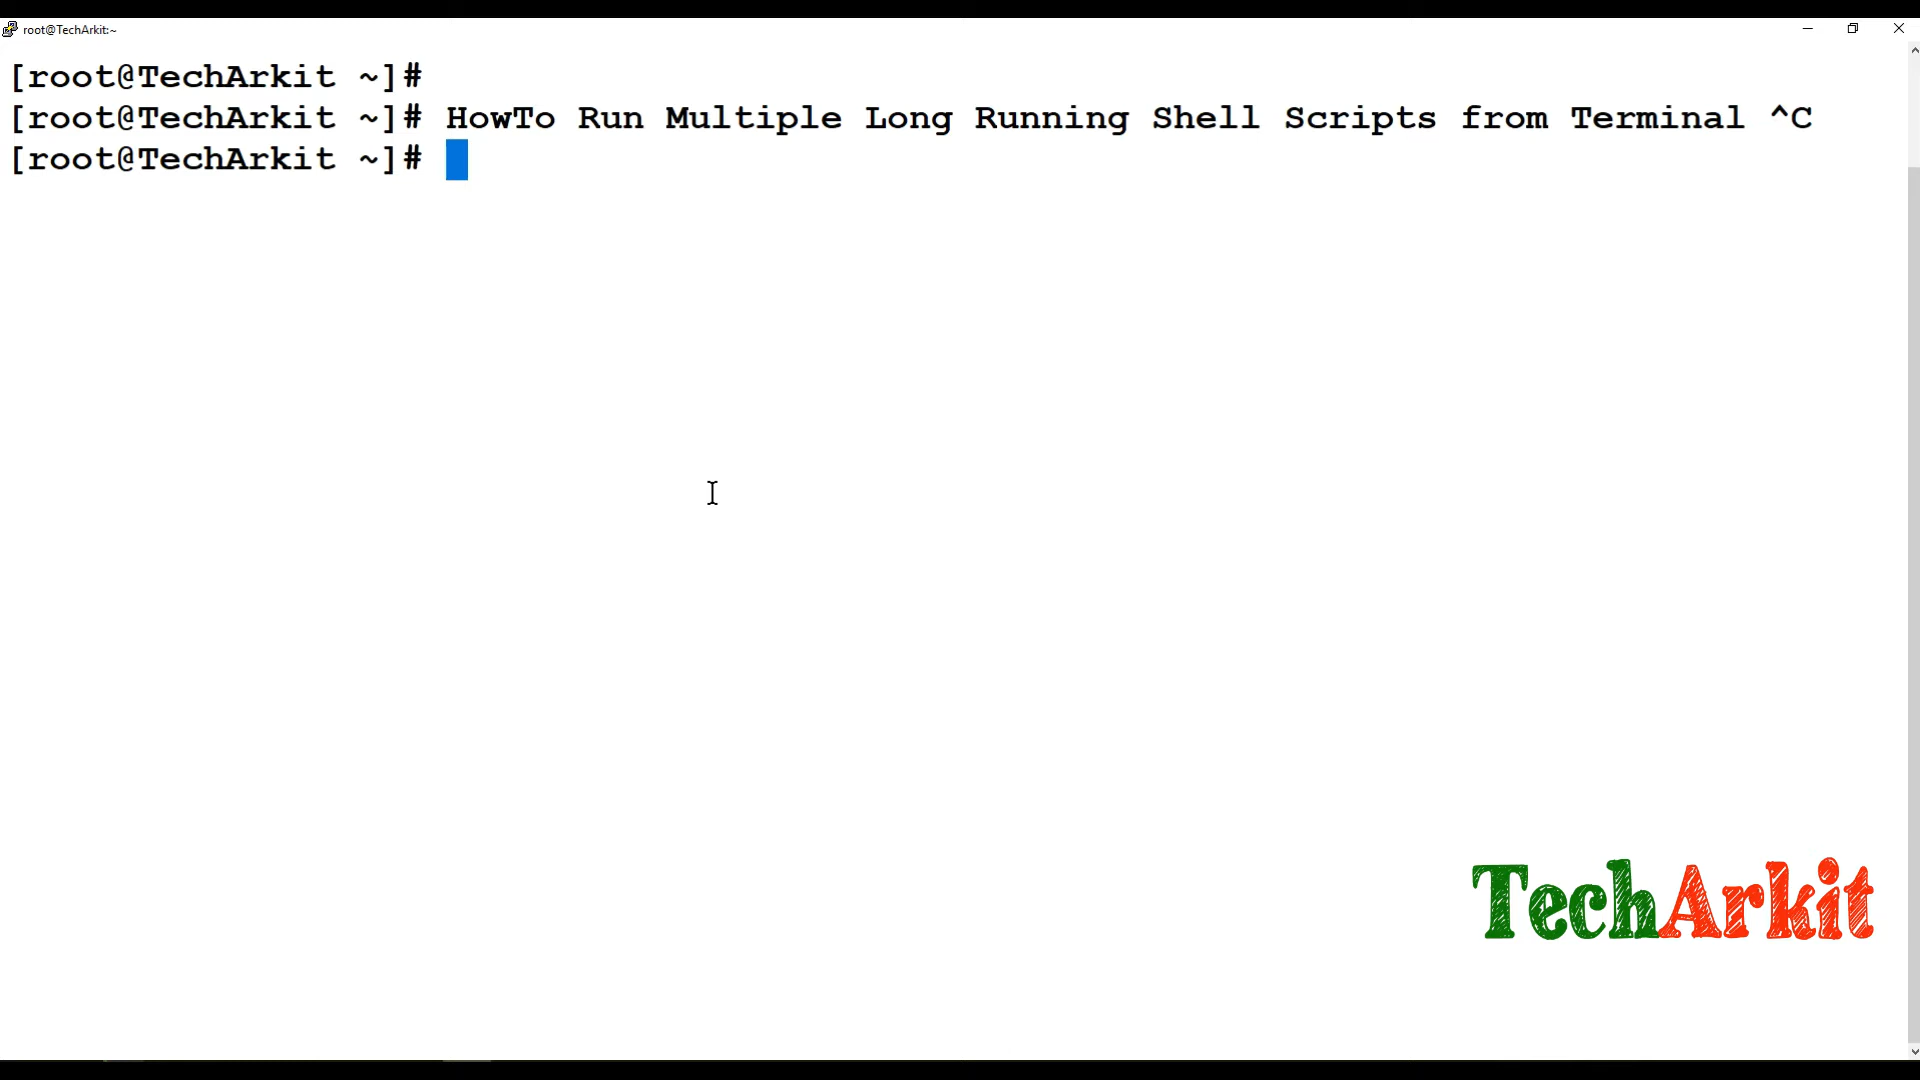 root@TechArkit:~
[root@TechArkit ~]#
[root@TechArkit ~]# HowTo Run Multiple Long Running Shell Scripts from Terminal ^C
[root@TechArkit ~]#
TechArkit